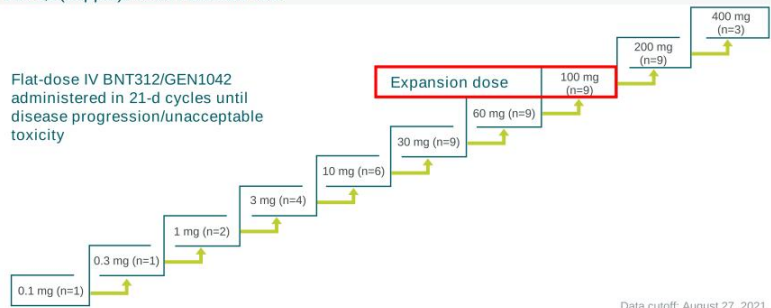 400 mg
(n=3)
200 mg
(n=9)
Flat-dose IV BNT312/GEN1042
administered in 21-d cycles until
disease progression/unacceptable
toxicity
Expansion dose
100 mg
(n=9)
60 mg (n=9)
30 mg (n=9)
10 mg (n=6)
3 mg (n=4)
1 mg (n=2)
0.3 mg (n=1)
0.1 mg (n=1)
Data cutoff: August 27, 2021